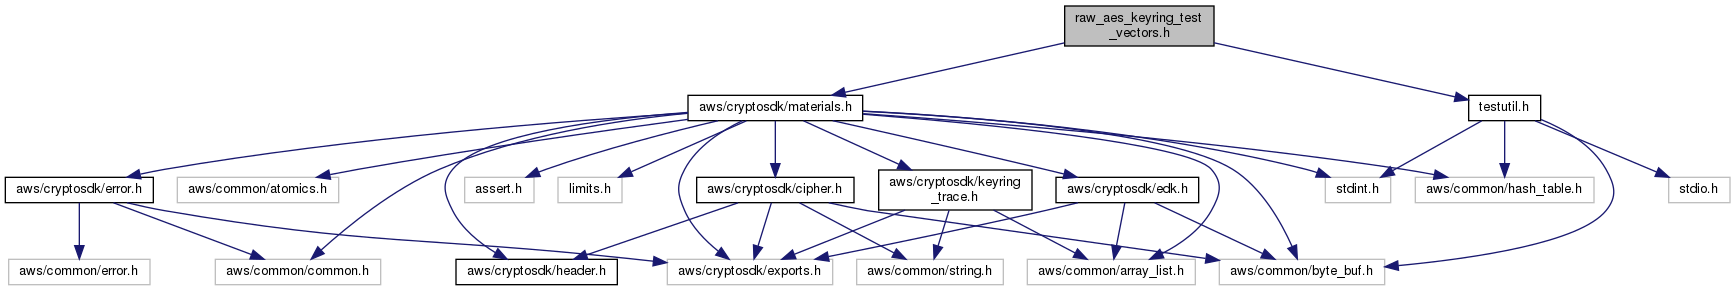 raw_aes_keyring_test
_vectors.h
aws/cryptosdk/materials.h
testutil.h
aws/cryptosdk/error.h
aws/common/atomics.h
assert.h
limits.h
aws/cryptosdk/cipher.h
aws/cryptosdk/keyring
_trace.h
aws/cryptosdk/edk.h
stdint.h
aws/common/hash_table.h
stdio.h
aws/common/error.h
aws/common/common.h
aws/cryptosdk/header.h
aws/cryptosdk/exports.h
aws/common/string.h
aws/common/array_list.h
aws/common/byte_buf.h